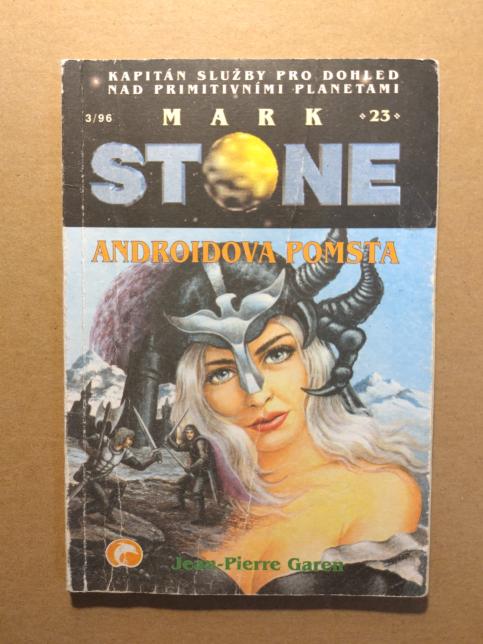 KAPITÁN SLUŽBY PRO DOHLED
NAD PRIMITIVNÍMI PLANETAMI
3/96 MARK 23
STONE
ANDROIDOVA POMSTA
Jean-Pierre Garen